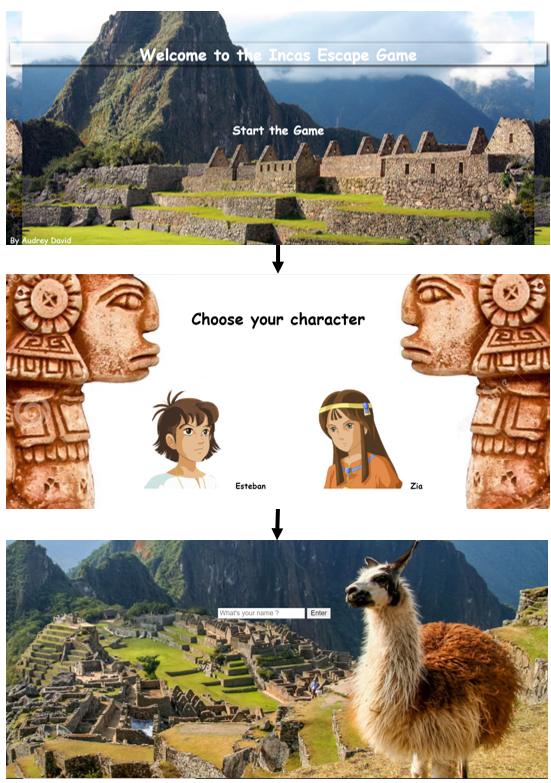 Welcome to the Incas Escape Game
Start the Game
By Audrey David
Choose your character
Esteban
Zia
What's your name ?
Enter